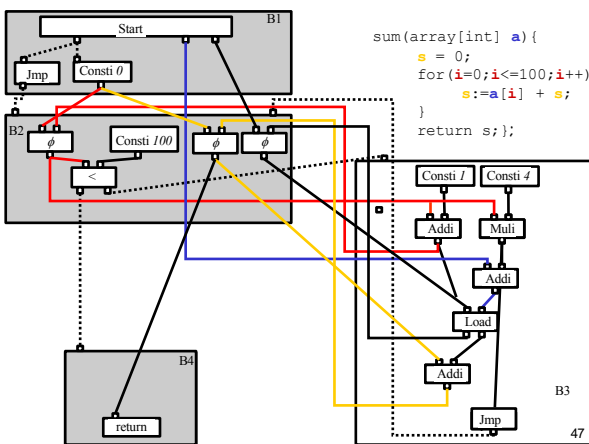 B1
Start
Jmp
Consti 0
sum(array[int] a){
s = 0;
for(i=0;i<=100;i++)
s:=a[i] + s;
}
return s;};
B2
ϕ
Consti 100
ϕ
ϕ
<
Consti 1
Consti 4
Addi
Muli
Addi
Load
Addi
B4
return
B3
Jmp
47